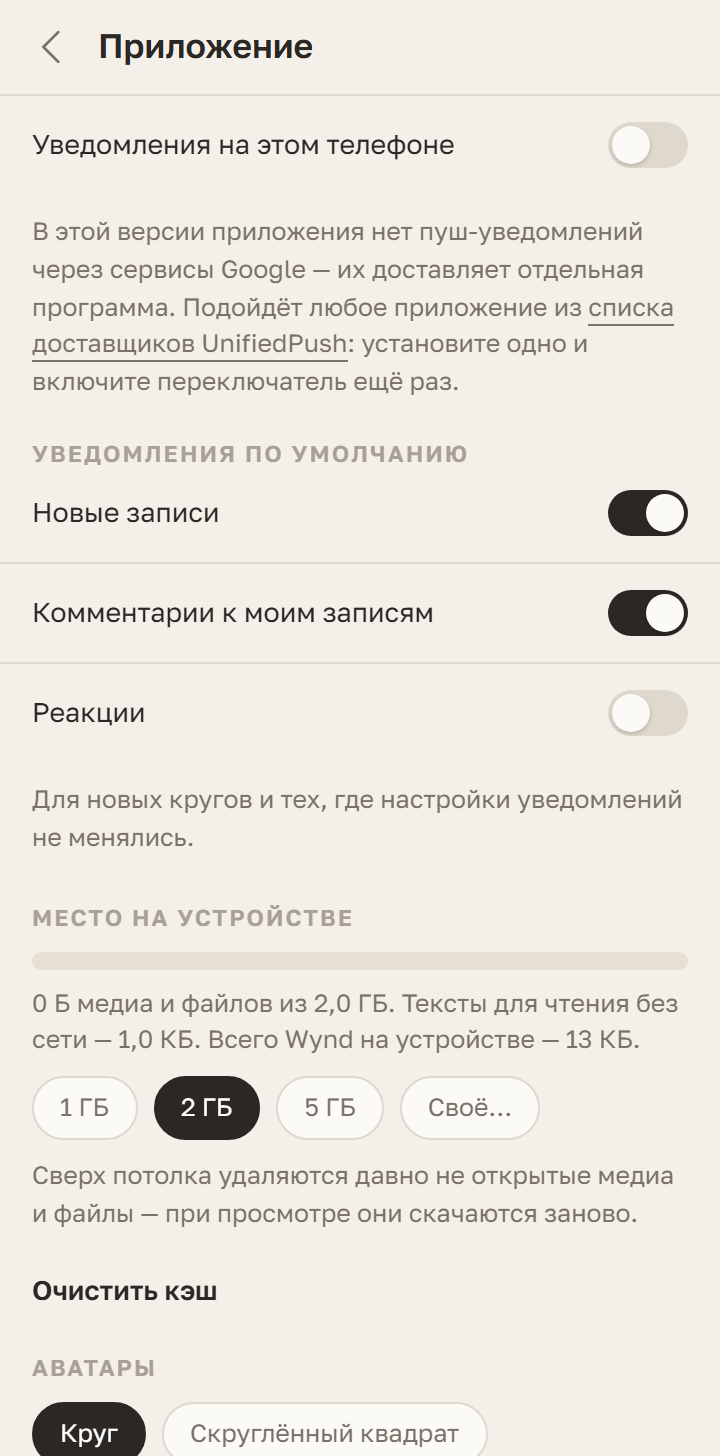 Приложение
Уведомления на этом телефоне
В этой версии приложения нет пуш-уведомлений
через сервисы Google — их доставляет отдельная
программа. Подойдёт любое приложение из списка
доставщиков UnifiedPush: установите одно и
включите переключатель ещё раз.
УВЕДОМЛЕНИЯ ПО УМОЛЧАНИЮ
Новые записи
Комментарии к моим записям
Реакции
Для новых кругов и тех, где настройки уведомлений
не менялись.
МЕСТО НА УСТРОЙСТВЕ
0 Б медиа и файлов из 2,0 ГБ. Тексты для чтения без
сети — 1,0 КБ. Всего Wynd на устройстве — 13 КБ.
1 ГБ 2 ГБ 5 ГБ Своё...
Сверх потолка удаляются давно не открытые медиа
и файлы — при просмотре они скачаются заново.
Очистить кэш
АВАТАРЫ
Круг Скруглённый квадрат